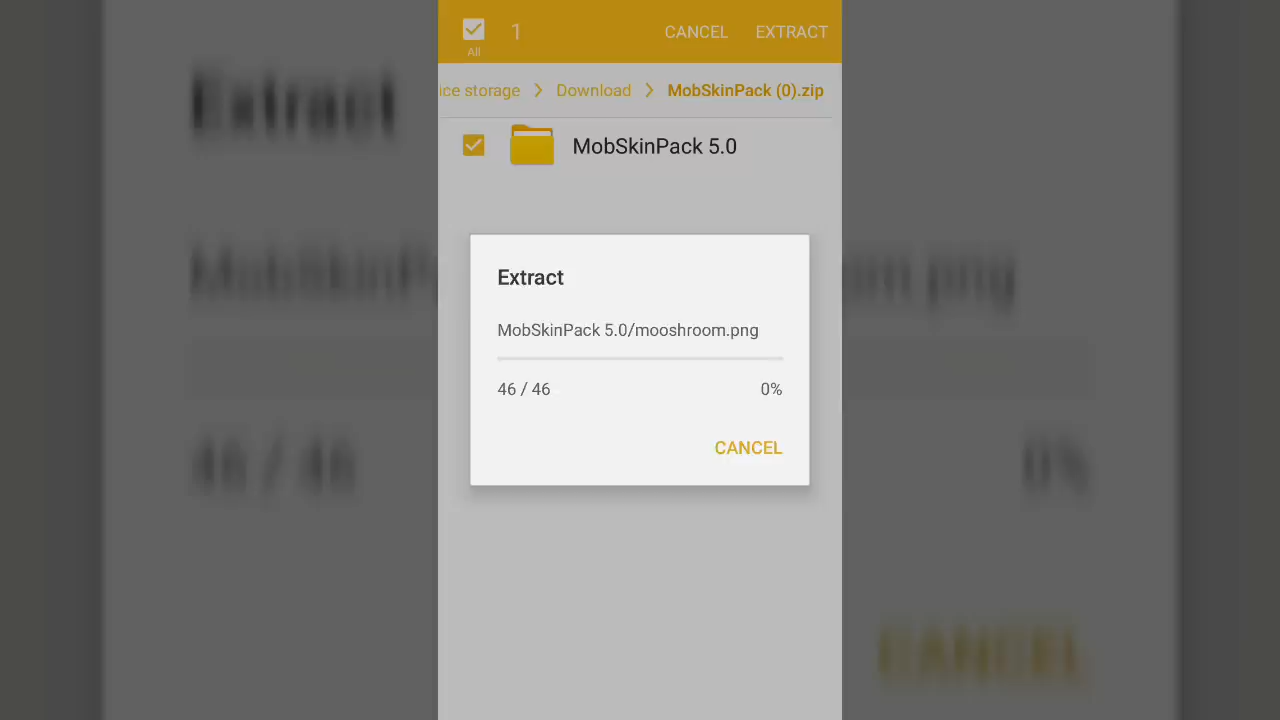 1 CANCEL EXTRACT
All
ice storage > Download > MobSkinPack (0).zip
MobSkinPack 5.0
Extract
MobSkinPack 5.0/mooshroom.png
46 / 46 0%
CANCEL